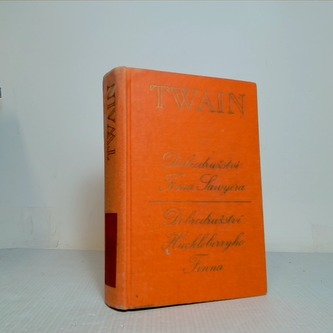 TWAIN
TWAIN
Dobrodružství
Toma Sawyera
Dobrodružství
Huckleberryho
Finna